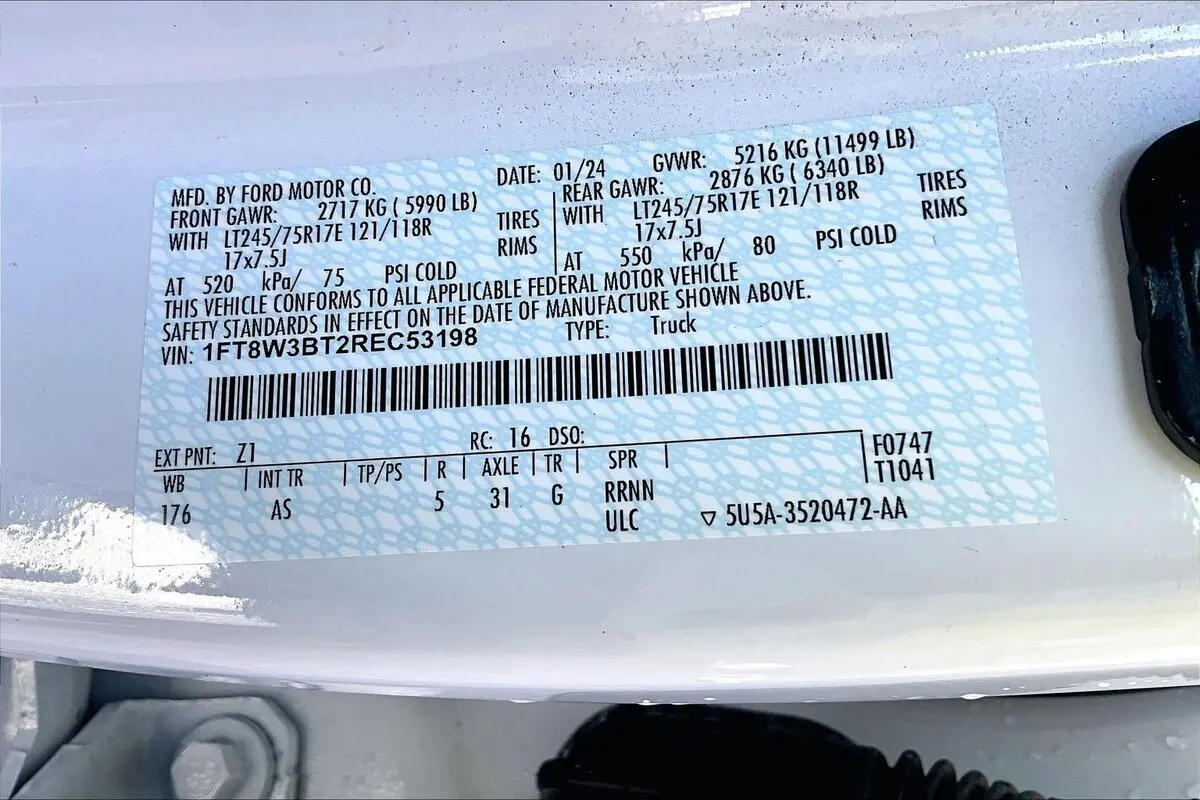 MFD. BY FORD MOTOR CO. DATE: 01/24 GVWR: 5216 KG (11499 LB)
FRONT GAWR: 2717 KG ( 5990 LB) REAR GAWR: 2876 KG ( 6340 LB)
WITH LT245/75R17E 121/118R TIRES WITH LT245/75R17E 121/118R TIRES
17x7.5J RIMS 17x7.5J RIMS
AT 520 kPa/ 75 PSI COLD AT 550 kPa/ 80 PSI COLD
THIS VEHICLE CONFORMS TO ALL APPLICABLE FEDERAL MOTOR VEHICLE
SAFETY STANDARDS IN EFFECT ON THE DATE OF MANUFACTURE SHOWN ABOVE.
VIN: 1FT8W3BT2REC53198 TYPE: Truck
EXT PNT: Z1 RC: 16 DSO: F0747
WB INT TR TP/PS R AXLE TR SPR T1041
176 AS 5 31 G RRNN
ULC ▽ 5U5A-3520472-AA